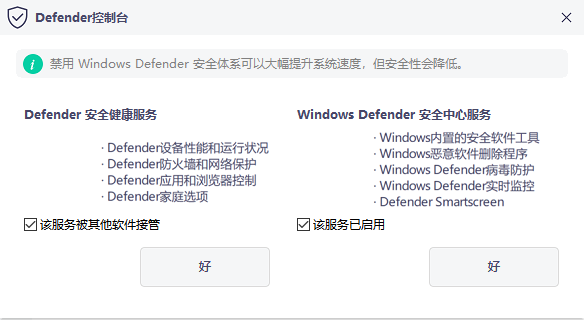 Defender控制台
禁用 Windows Defender 安全体系可以大幅提升系统速度，但安全性会降低。
Defender 安全健康服务
· Defender设备性能和运行状况
· Defender防火墙和网络保护
· Defender应用和浏览器控制
· Defender家庭选项
该服务被其他软件接管
好
Windows Defender 安全中心服务
· Windows内置的安全软件工具
· Windows恶意软件删除程序
· Windows Defender病毒防护
· Windows Defender实时监控
· Defender Smartscreen
该服务已启用
好